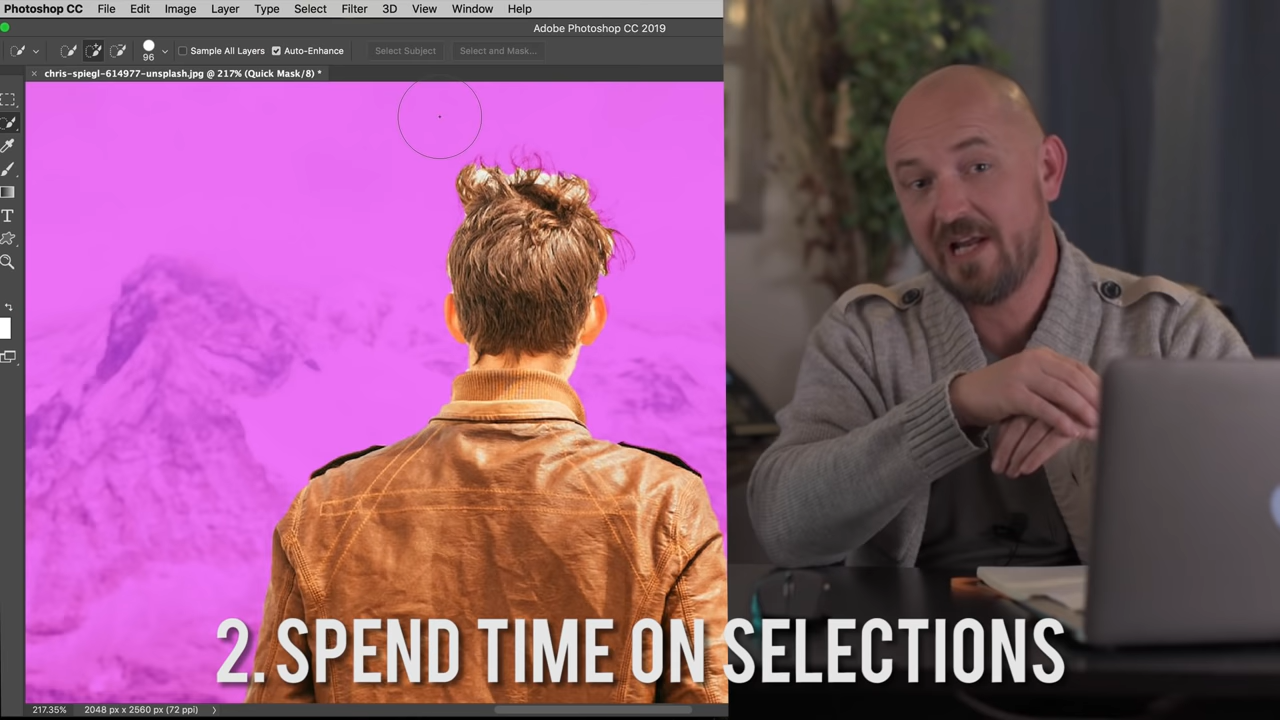 Photoshop CC File Edit Image Layer Type Select Filter 3D View Window Help
Adobe Photoshop CC 2019
96 Sample All Layers Auto-Enhance Select Subject Select and Mask...
× chris-spiegl-614977-unsplash.jpg @ 217% (Quick Mask/8) *
T
2. SPEND TIME ON SELECTIONS
217.35% 2048 px x 2560 px (72 ppi) >